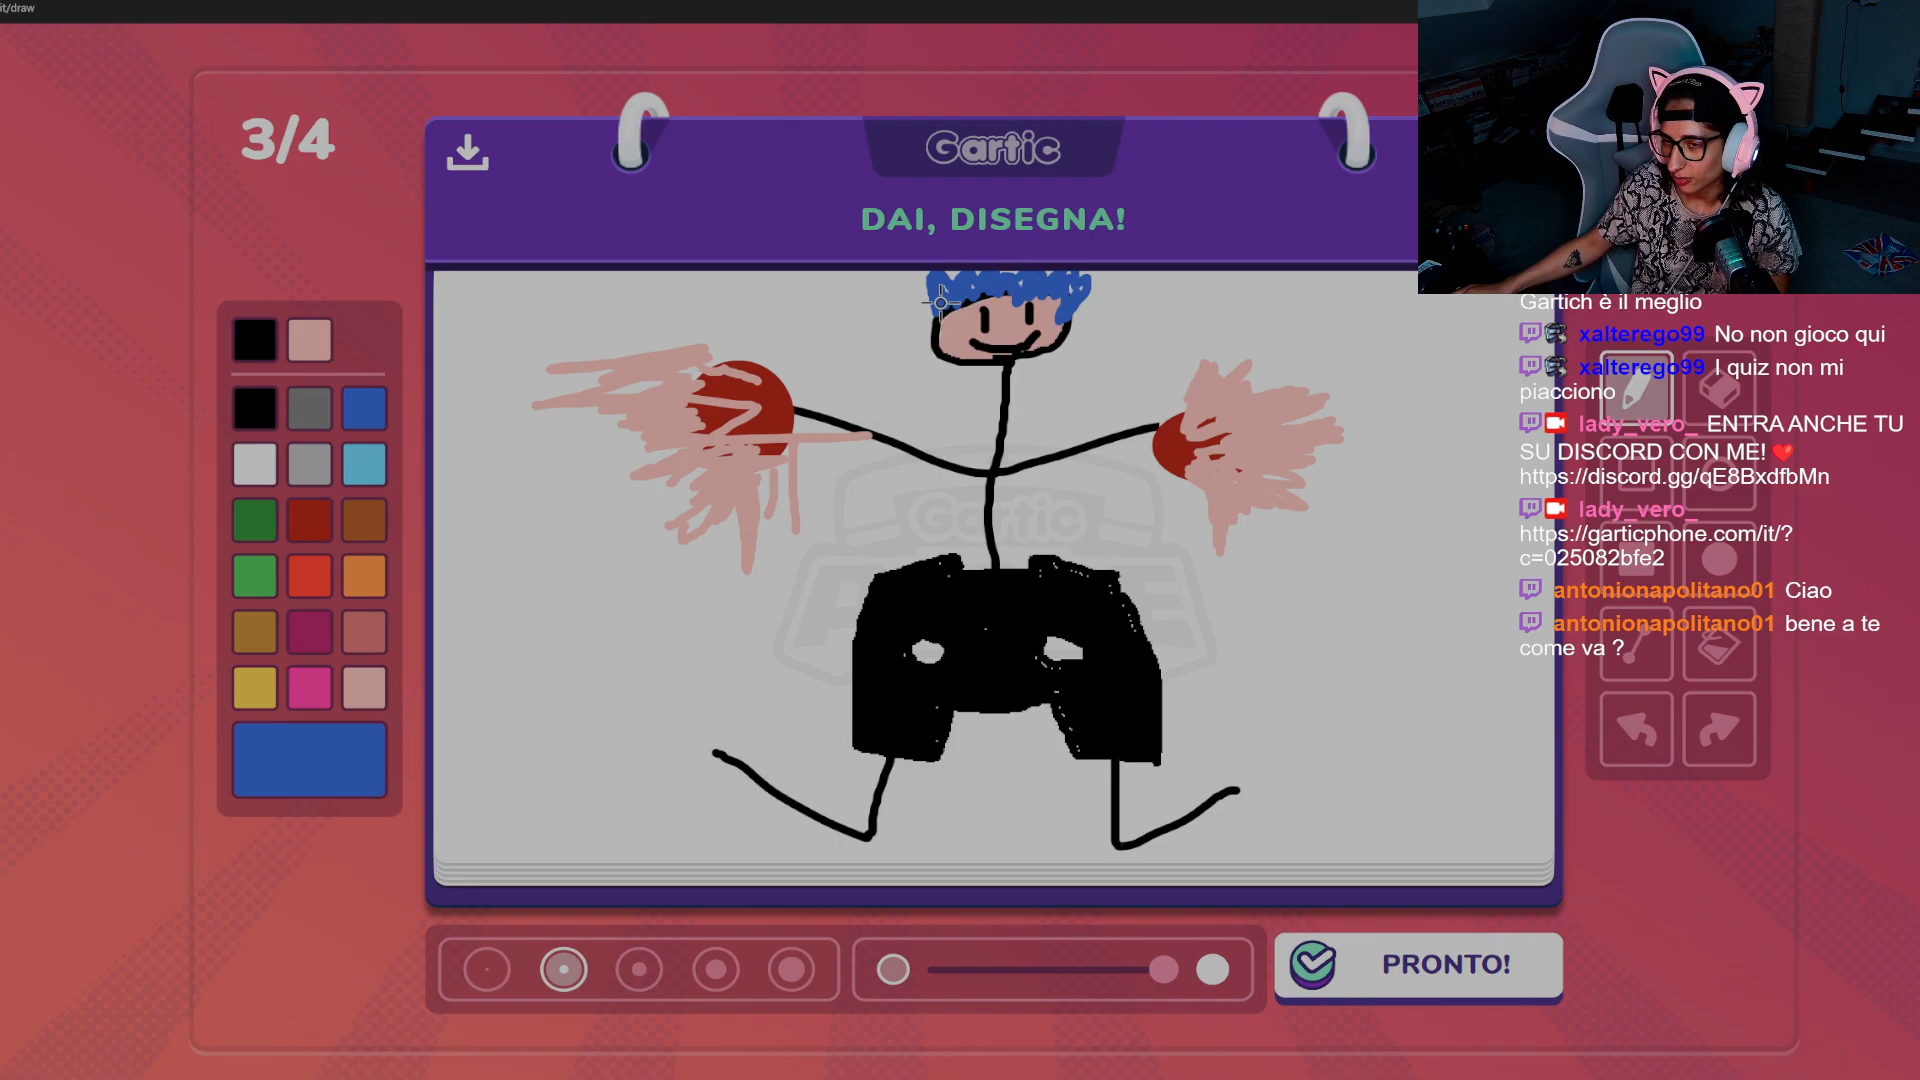 it/draw
3/4
Gartic
DAI, DISEGNA!
Gartic
Gartich è il meglio
xalterego99 No non gioco qui
xalterego99 I quiz non mi
piacciono
lady_vero_ ENTRA ANCHE TU
SU DISCORD CON ME!
https://discord.gg/qE8BxdfbMn
lady_vero_
https://garticphone.com/it/?
c=025082bfe2
antonionapolitano01 Ciao
antonionapolitano01 bene a te
come va ?
PRONTO!